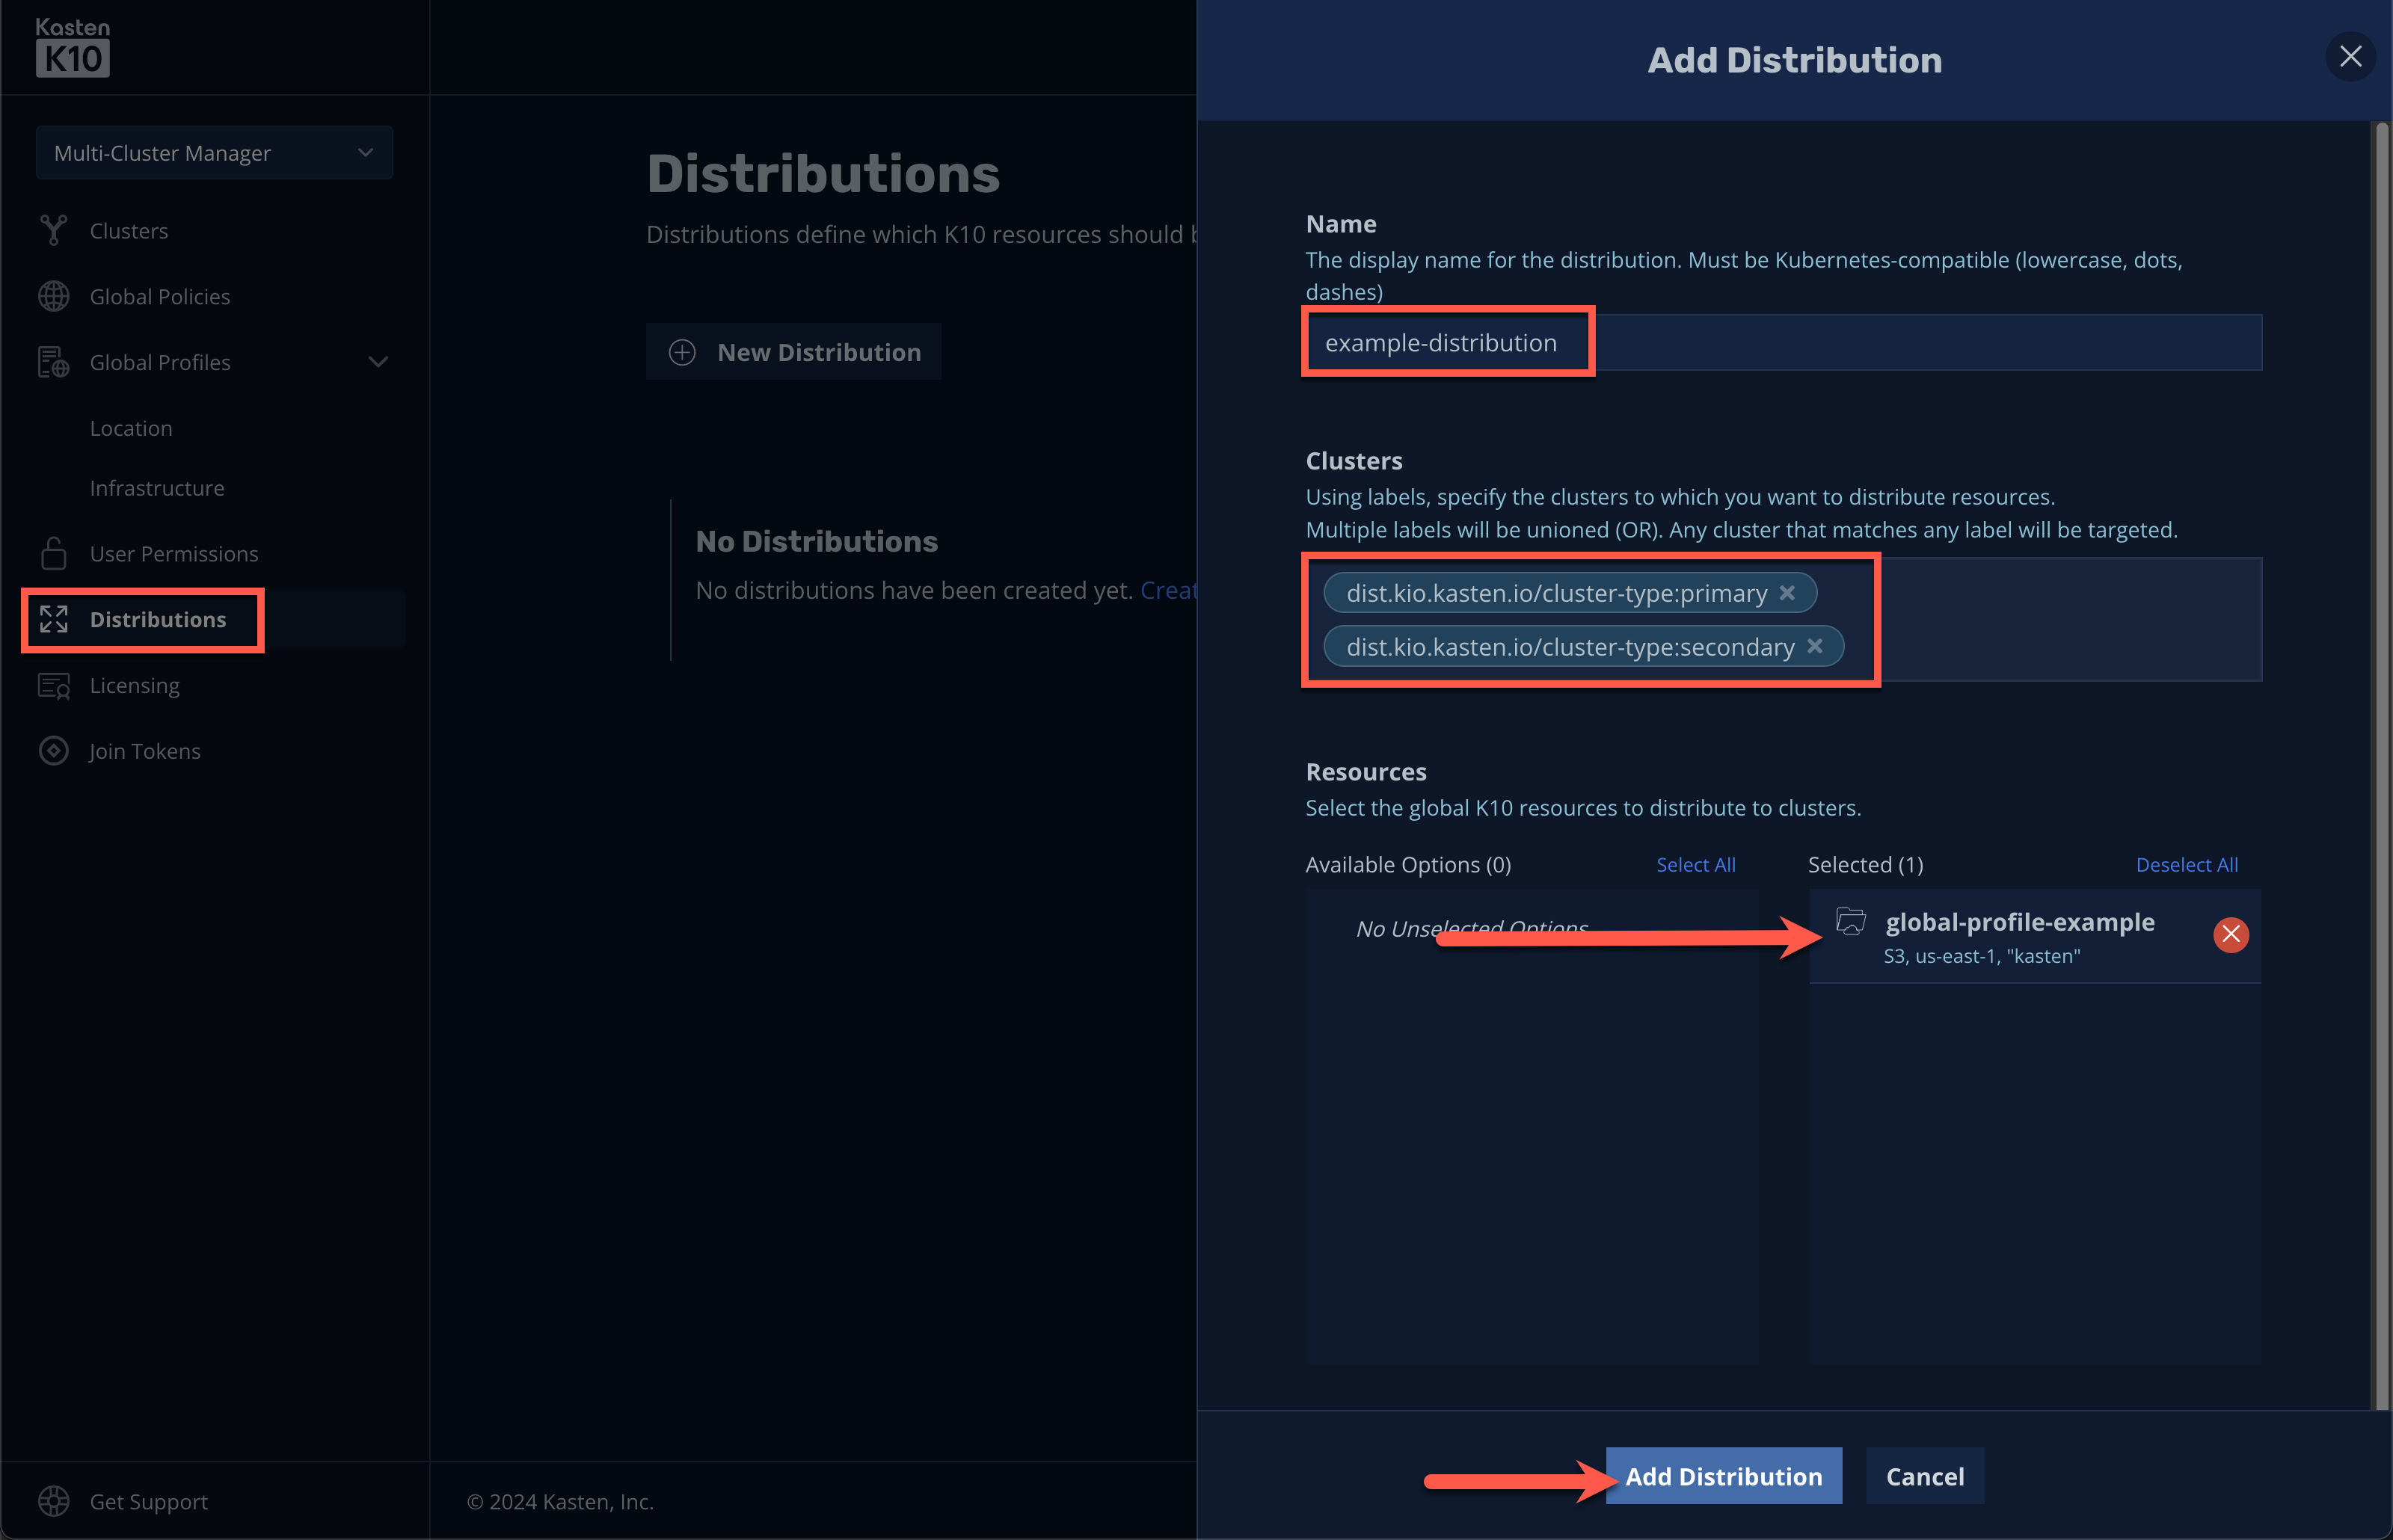 Kasten
K10
Multi-Cluster Manager
Clusters
Global Policies
Global Profiles
Location
Infrastructure
User Permissions
Distributions
Licensing
Join Tokens
Get Support
Distributions
Distributions define which K10 resources should b
New Distribution
No Distributions
No distributions have been created yet. Creat
© 2024 Kasten, Inc.
Add Distribution
Name
The display name for the distribution. Must be Kubernetes-compatible (lowercase, dots,
dashes)
example-distribution
Clusters
Using labels, specify the clusters to which you want to distribute resources.
Multiple labels will be unioned (OR). Any cluster that matches any label will be targeted.
dist.kio.kasten.io/cluster-type:primary
dist.kio.kasten.io/cluster-type:secondary
Resources
Select the global K10 resources to distribute to clusters.
Available Options (0) Select All
No Unselected Options
Selected (1) Deselect All
global-profile-example
S3, us-east-1, "kasten"
Add Distribution
Cancel